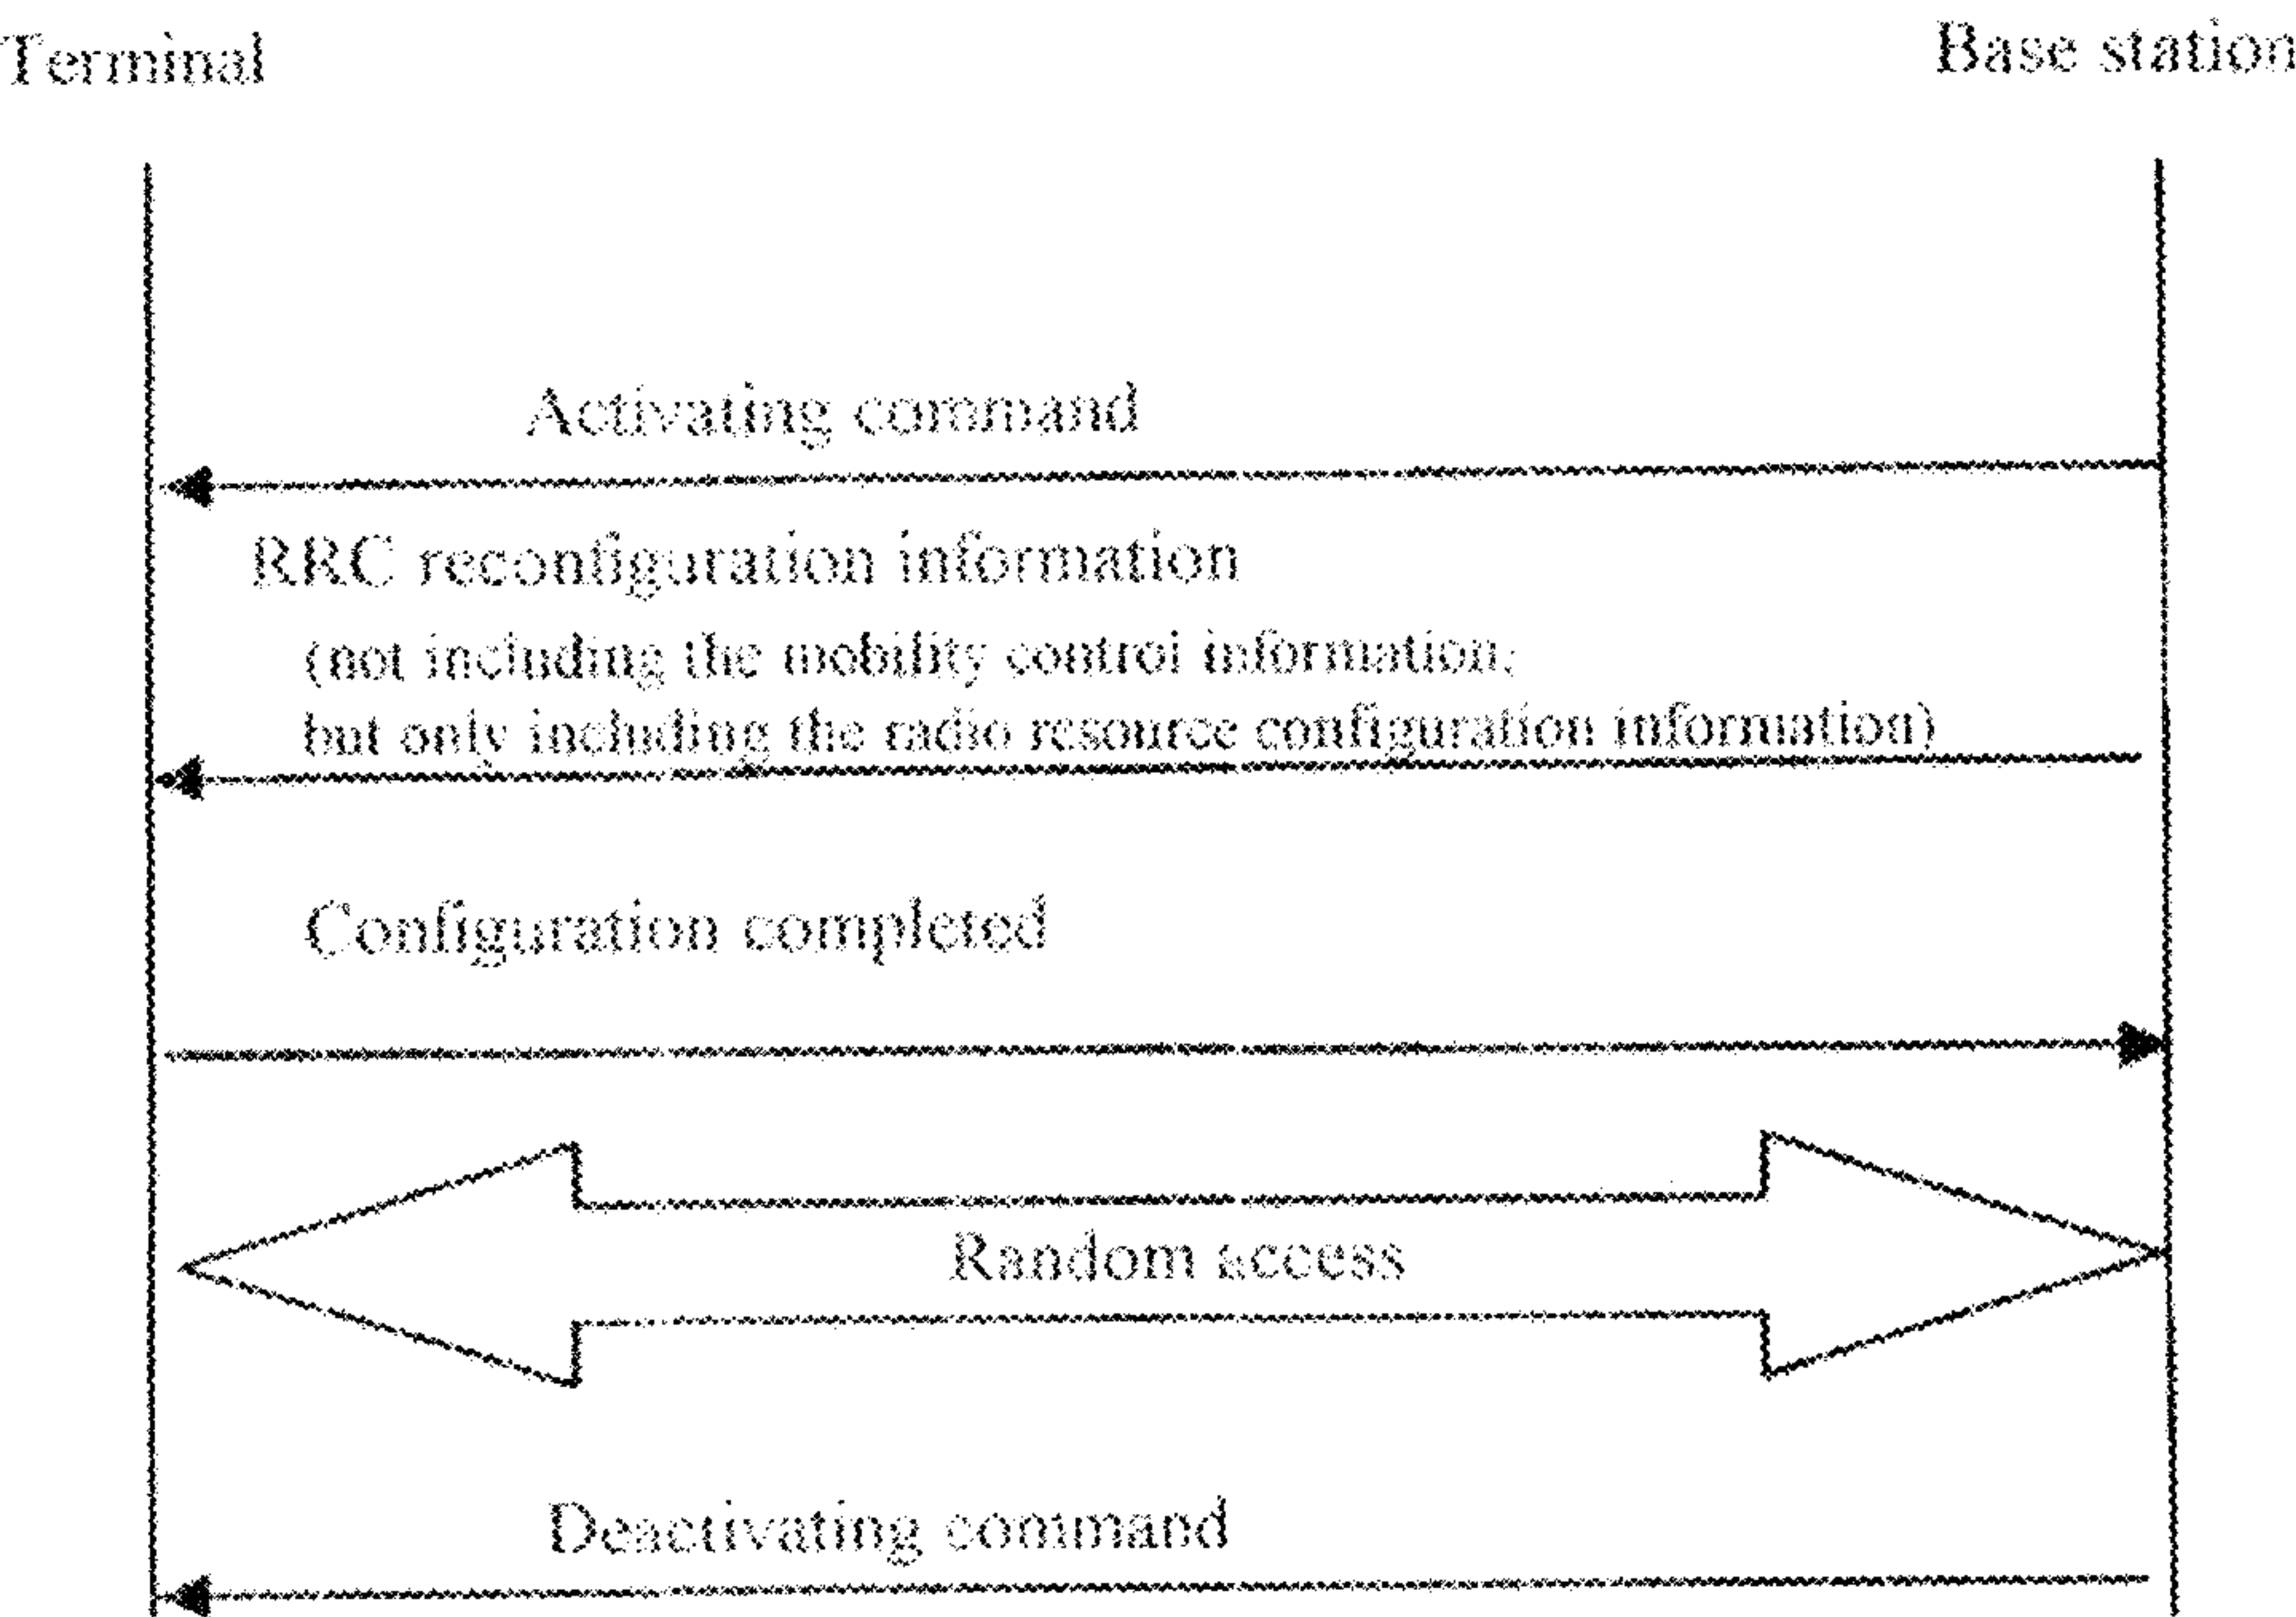 Terminal
Base station
Activating command
RRC reconfiguration information
(not including the mobility control information,
but only including the radio resource configuration information)
Configuration completed
Random access
Deactivating command